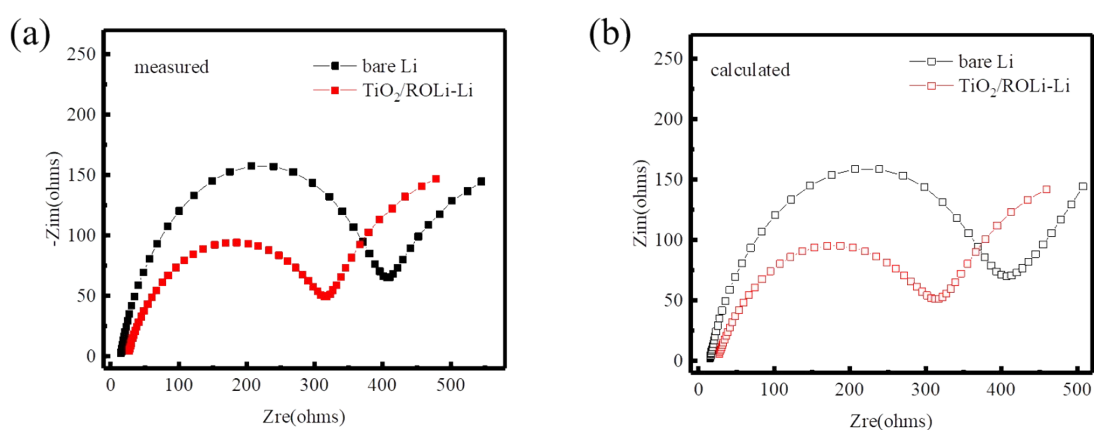 (a)
measured
bare Li
TiO₂/ROLi-Li
250
200
150
100
50
0
-Zim(ohms)
0 100 200 300 400 500
Zre(ohms)
(b)
calculated
bare Li
TiO₂/ROLi-Li
250
200
150
100
50
0
Zim(ohms)
0 100 200 300 400 500
Zre(ohms)